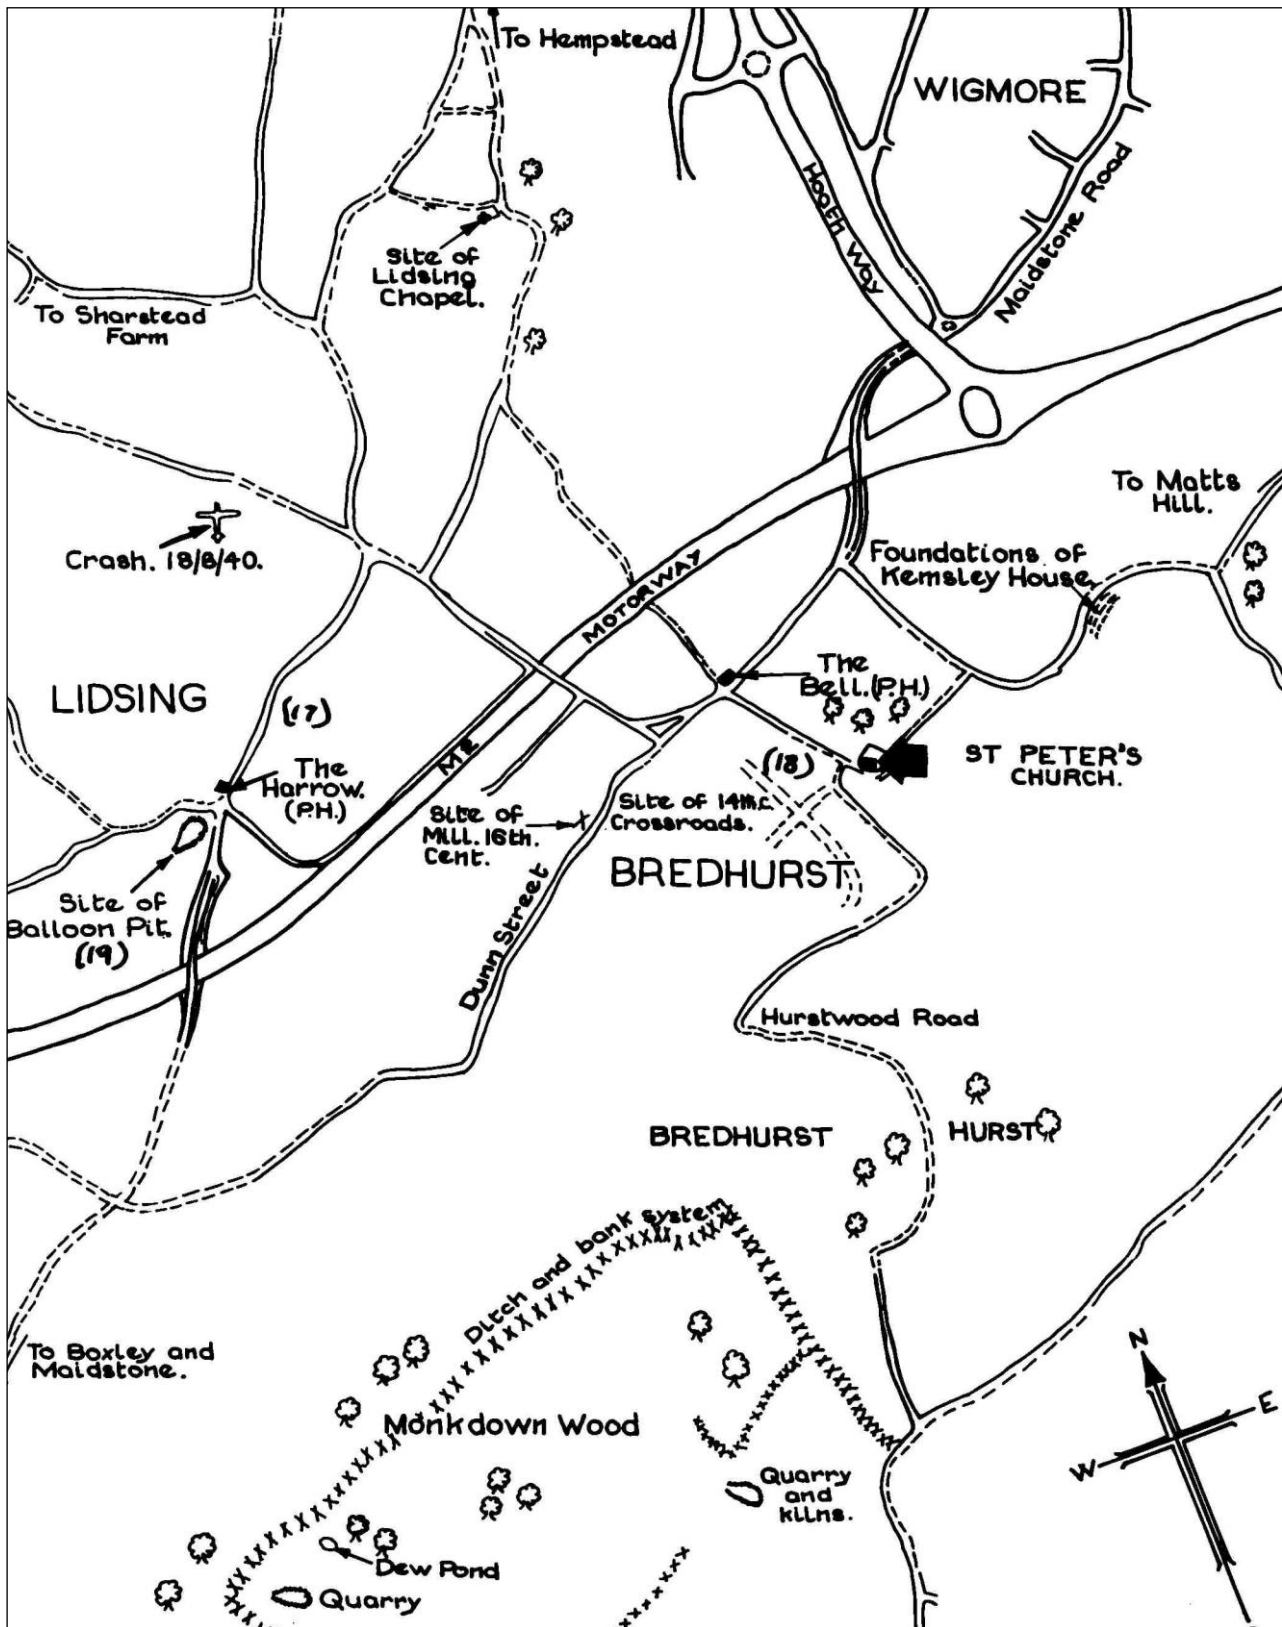 To Hempstead
WIGMORE
Hoath Way
Maidstone Road
Site of
Lidsing
Chapel.
To Sharstead
Farm
To Matts
Hill.
Crash. 18/8/40.
MOTORWAY
Foundations of
Kemsley House
LIDSING
(17)
The
Bell.(P.H.)
M2
The
Harrow.
(P.H.)
(18)
ST PETER'S
CHURCH.
Site of
Mill. 16th.
Cent.
Site of 14th.c.
Crossroads.
BREDHURST
Site of
Balloon Pit.
(19)
Dunn Street
Hurstwood Road
BREDHURST HURST
Ditch and bank system
To Boxley and
Maidstone.
N
E
W
Monkdown Wood
Quarry
and
kilns.
Dew Pond
Quarry